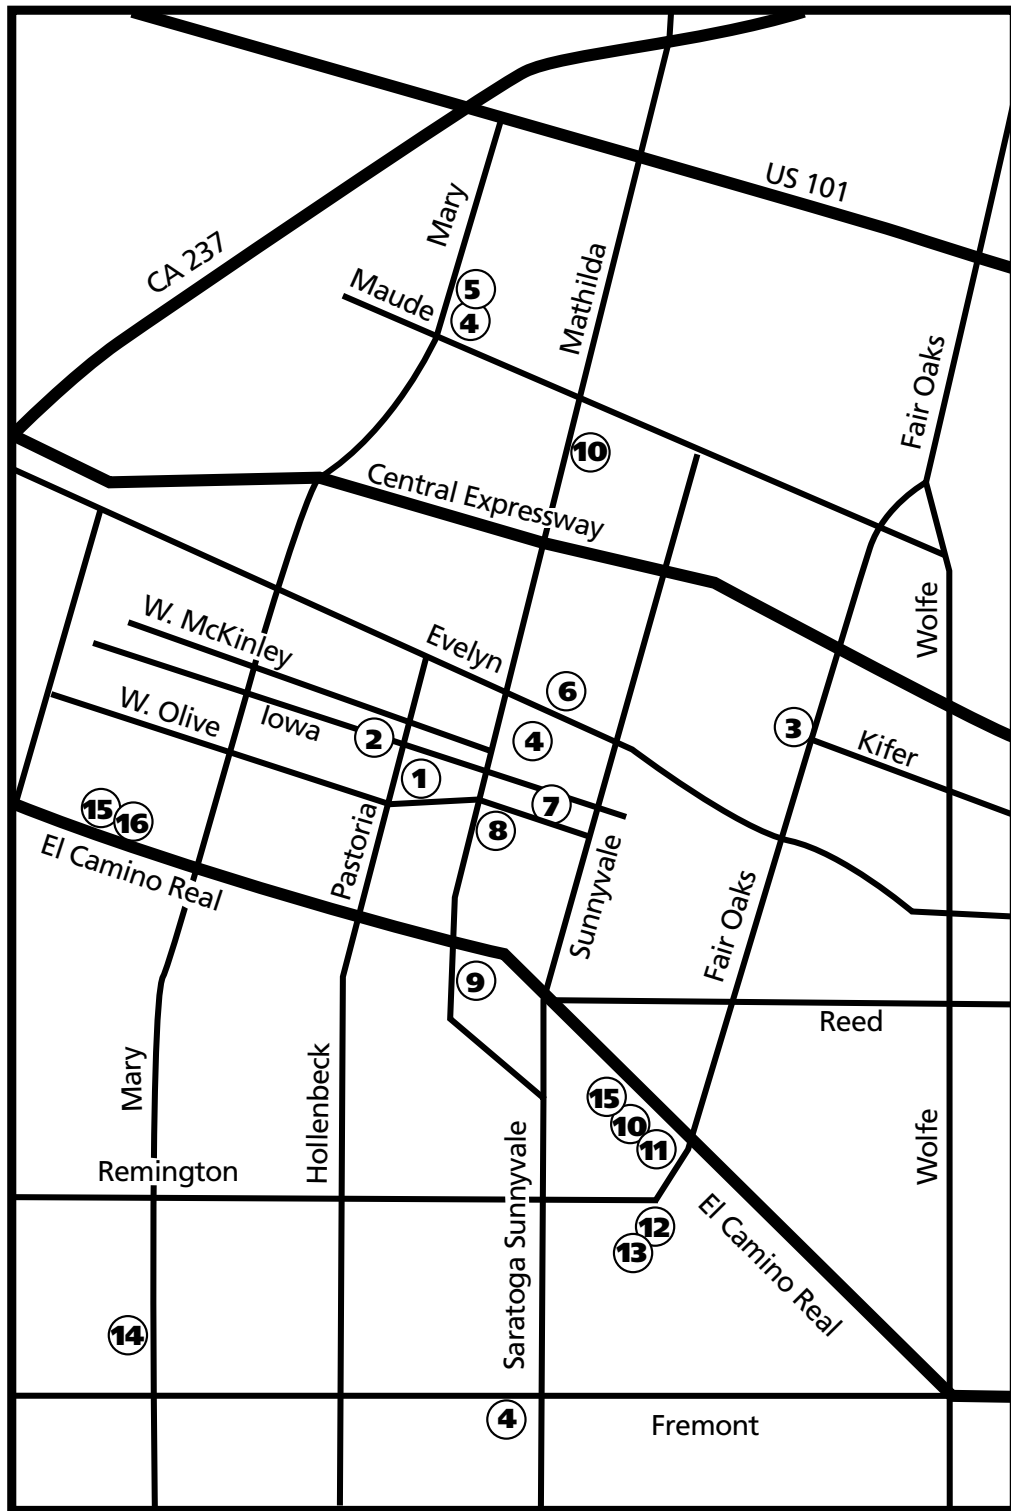 US 101
Mary
CA 237
Mathilda
Maude
5
4
Fair Oaks
10
Central Expressway
Wolfe
W. McKinley
Evelyn
6
W. Olive
Iowa
2
4
3
Kifer
1
7
15
16
8
Pastoria
El Camino Real
Sunnyvale
Fair Oaks
9
Reed
Mary
Hollenbeck
15
10
11
Wolfe
Remington
Saratoga Sunnyvale
12
13
El Camino Real
14
4
Fremont